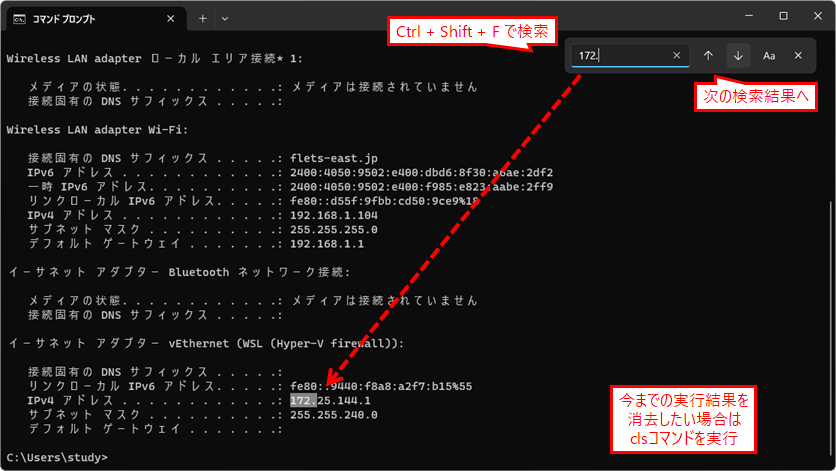 コマンド プロンプト
Ctrl + Shift + F で検索
172.
Aa
次の検索結果へ
Wireless LAN adapter ローカル エリア接続* 1:
メディアの状態. . . . . . . . . . . .: メディアは接続されていません
接続固有の DNS サフィックス . . . . .:
Wireless LAN adapter Wi-Fi:
接続固有の DNS サフィックス . . . . .: flets-east.jp
IPv6 アドレス . . . . . . . . . . . .: 2400:4050:9502:e400:dbd6:8f30:a6ae:2df2
一時 IPv6 アドレス. . . . . . . . . .: 2400:4050:9502:e400:f985:e823:aabe:2ff9
リンクローカル IPv6 アドレス. . . . .: fe80::d55f:9fbb:cd50:9ce9%18
IPv4 アドレス . . . . . . . . . . . .: 192.168.1.104
サブネット マスク . . . . . . . . . .: 255.255.255.0
デフォルト ゲートウェイ . . . . . . .: 192.168.1.1
イーサネット アダプター Bluetooth ネットワーク接続:
メディアの状態. . . . . . . . . . . .: メディアは接続されていません
接続固有の DNS サフィックス . . . . .:
イーサネット アダプター vEthernet (WSL (Hyper-V firewall)):
接続固有の DNS サフィックス . . . . .:
リンクローカル IPv6 アドレス. . . . .: fe80::9440:f8a8:a2f7:b15%55
IPv4 アドレス . . . . . . . . . . . .: 172.25.144.1
サブネット マスク . . . . . . . . . .: 255.255.240.0
デフォルト ゲートウェイ . . . . . . .:
今までの実行結果を
消去したい場合は
clsコマンドを実行
C:\Users\study>